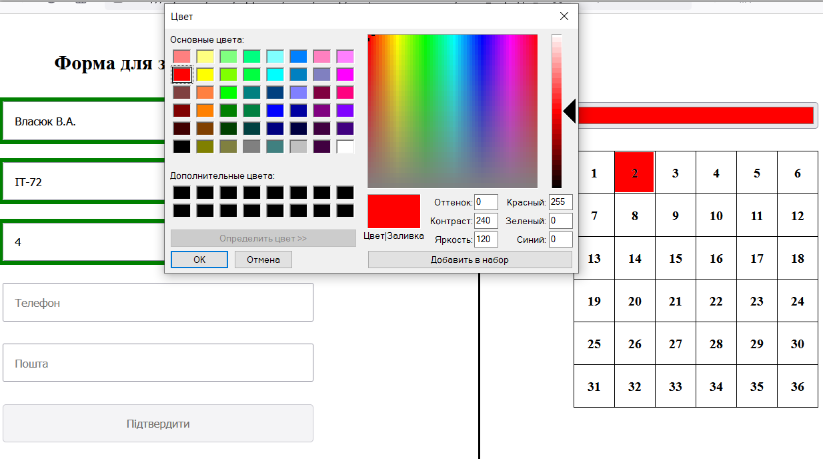 Цвет
Форма для з
Основные цвета:
Власюк В.А.
ІТ-72
4
Дополнительные цвета:
Определить цвет >>
ОК
Отмена
Цвет|Заливка
Оттенок: 0
Контраст: 240
Яркость: 120
Красный: 255
Зеленый: 0
Синий: 0
Добавить в набор
Телефон
Пошта
Підтвердити
1 2 3 4 5 6
7 8 9 10 11 12
13 14 15 16 17 18
19 20 21 22 23 24
25 26 27 28 29 30
31 32 33 34 35 36